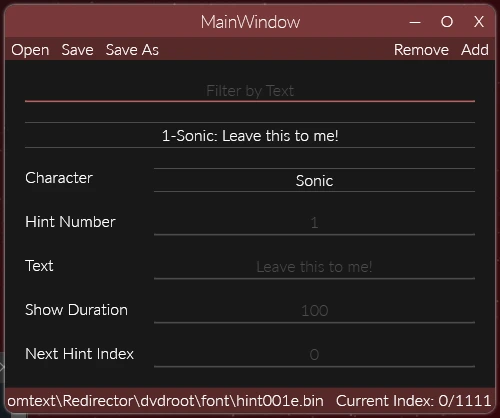 MainWindow
Open Save Save As Remove Add
Filter by Text
1-Sonic: Leave this to me!
Character Sonic
Hint Number 1
Text Leave this to me!
Show Duration 100
Next Hint Index 0
omtext\Redirector\dvdroot\font\hint001e.bin Current Index: 0/1111